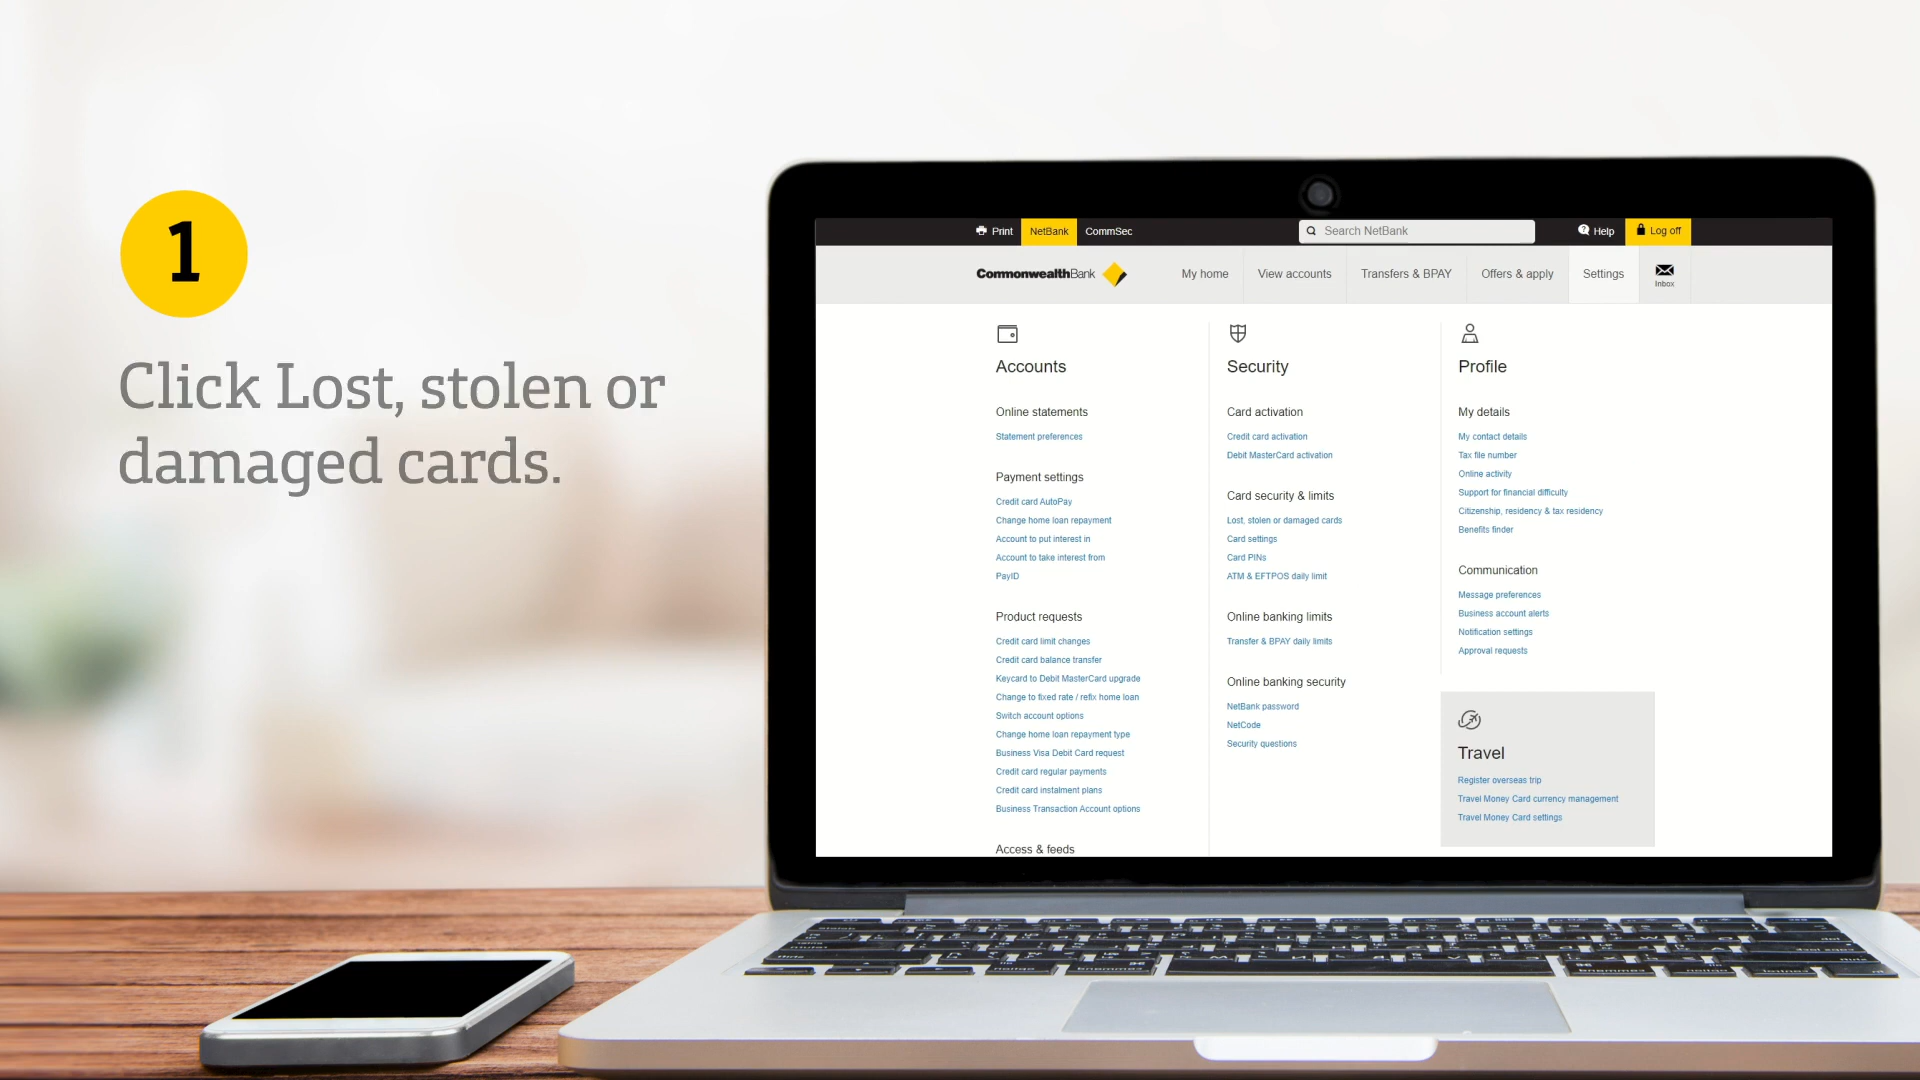 1
Click Lost, stolen or
damaged cards.
Print
NetBank
CommSec
Search NetBank
Help
Log off
CommonwealthBank
My home
View accounts
Transfers & BPAY
Offers & apply
Settings
Inbox
Accounts
Online statements
Statement preferences
Payment settings
Credit card AutoPay
Change home loan repayment
Account to put interest in
Account to take interest from
PayID
Product requests
Credit card limit changes
Credit card balance transfer
Keycard to Debit MasterCard upgrade
Change to fixed rate / refix home loan
Switch account options
Change home loan repayment type
Business Visa Debit Card request
Credit card regular payments
Credit card instalment plans
Business Transaction Account options
Access & feeds
Security
Card activation
Credit card activation
Debit MasterCard activation
Card security & limits
Lost, stolen or damaged cards
Card settings
Card PINs
ATM & EFTPOS daily limit
Online banking limits
Transfer & BPAY daily limits
Online banking security
NetBank password
NetCode
Security questions
Profile
My details
My contact details
Tax file number
Online activity
Support for financial difficulty
Citizenship, residency & tax residency
Benefits finder
Communication
Message preferences
Business account alerts
Notification settings
Approval requests
Travel
Register overseas trip
Travel Money Card currency management
Travel Money Card settings